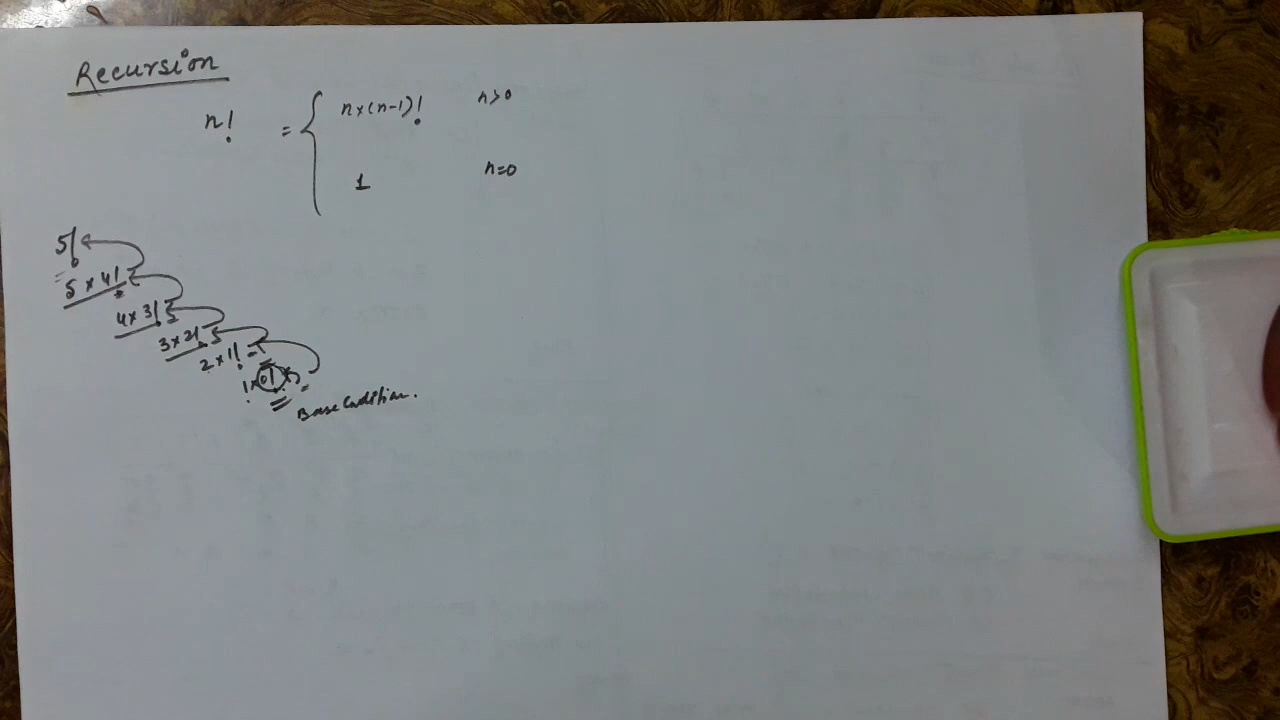 Recursion
n! = { n×(n-1)! n>0
1 n=0
5!
= 5 × 4!
4 × 3!
3 × 2!
2 × 1! =
1 × 0! =
Base Condition.